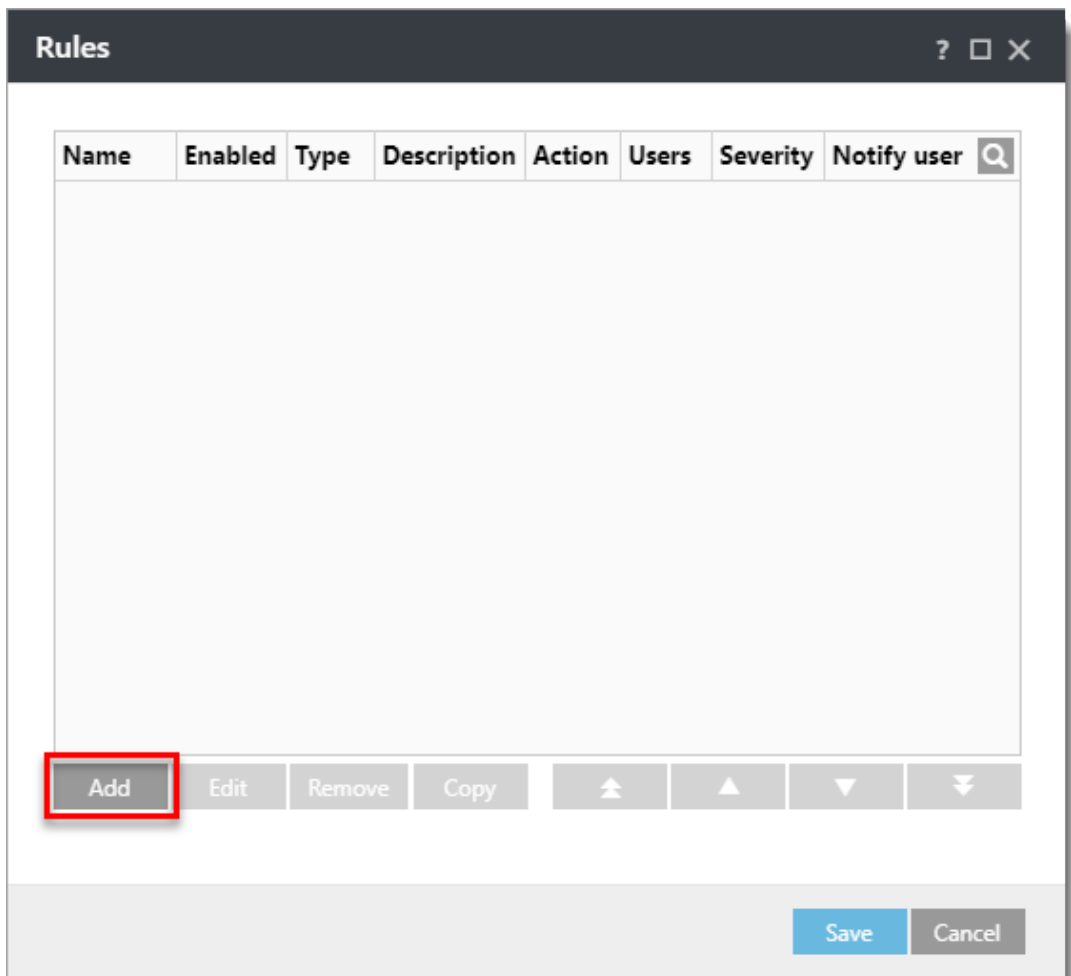 Rules ?
Name Enabled Type Description Action Users Severity Notify user
Add Edit Remove Copy
Save Cancel